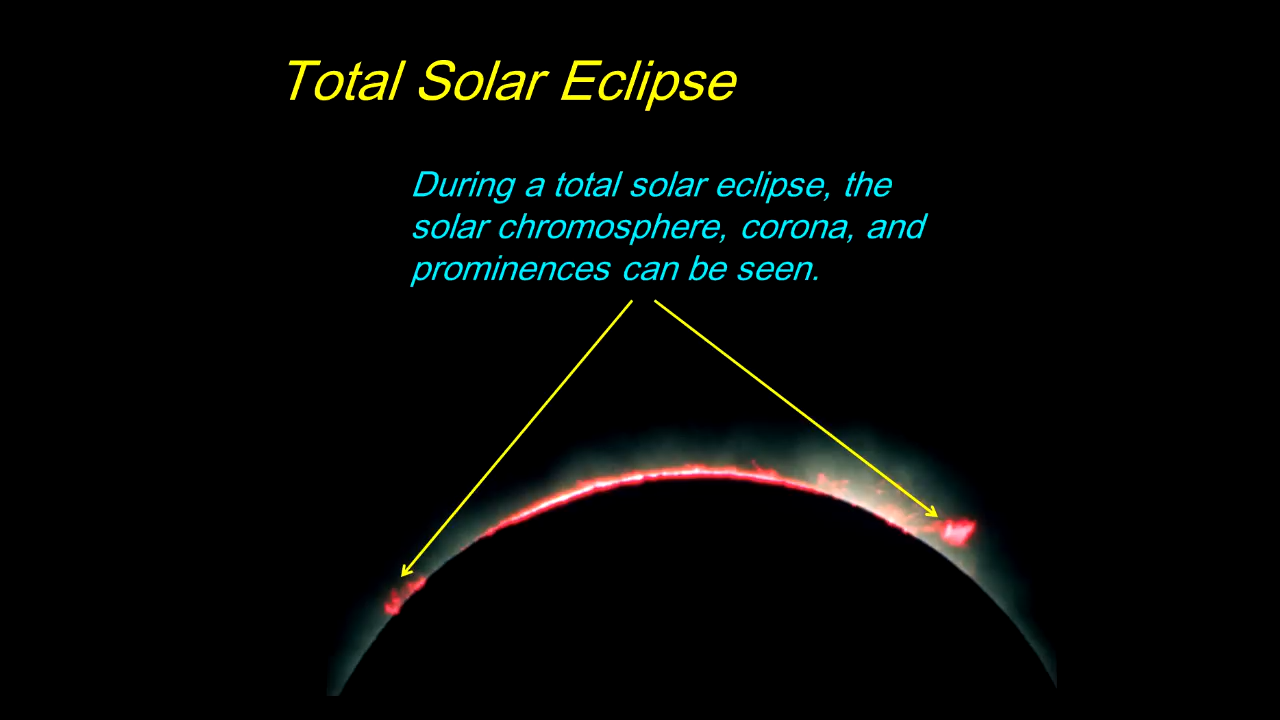 Total Solar Eclipse
During a total solar eclipse, the
solar chromosphere, corona, and
prominences can be seen.